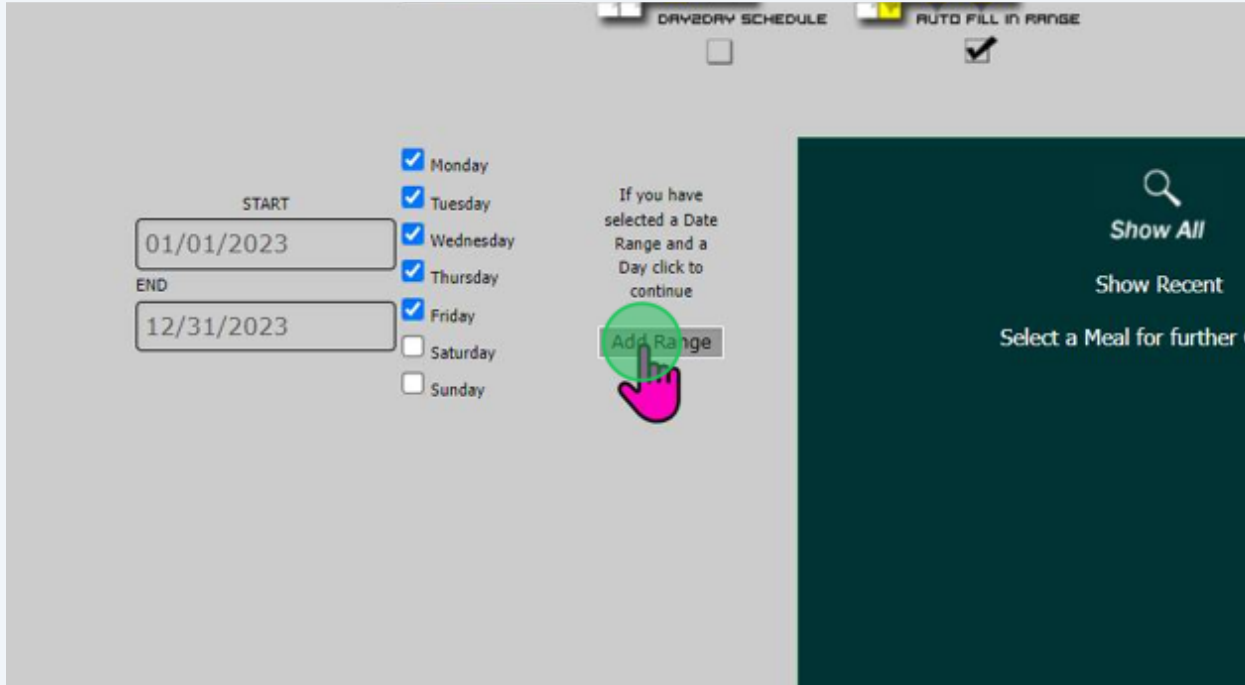 DAY2DAY SCHEDULE
AUTO FILL IN RANGE
START
01/01/2023
END
12/31/2023
Monday
Tuesday
Wednesday
Thursday
Friday
Saturday
Sunday
If you have
selected a Date
Range and a
Day click to
continue
Add Range
Show All
Show Recent
Select a Meal for further